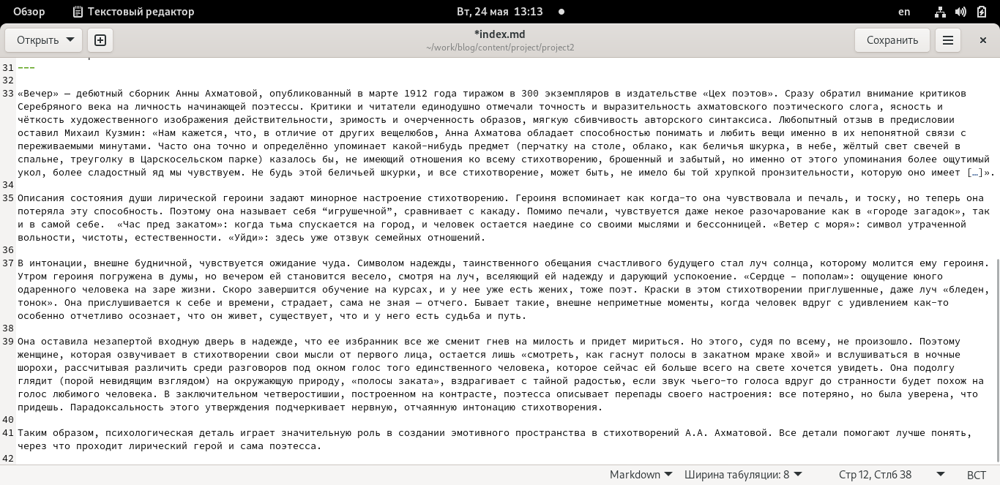 Обзор Текстовый редактор Вт, 24 мая 13:13 en
Открыть *index.md Сохранить
~/work/blog/content/project/project2
31 ---
32
33 «Вечер» — дебютный сборник Анны Ахматовой, опубликованный в марте 1912 года тиражом в 300 экземпляров в издательстве «Цех поэтов». Сразу обратил внимание критиков
Серебряного века на личность начинающей поэтессы. Критики и читатели единодушно отмечали точность и выразительность ахматовского поэтического слога, ясность и
чёткость художественного изображения действительности, зримость и очерченность образов, мягкую сбивчивость авторского синтаксиса. Любопытный отзыв в предисловии
оставил Михаил Кузмин: «Нам кажется, что, в отличие от других вещелюбов, Анна Ахматова обладает способностью понимать и любить вещи именно в их непонятной связи с
переживаемыми минутами. Часто она точно и определённо упоминает какой-нибудь предмет (перчатку на столе, облако, как беличья шкурка, в небе, жёлтый свет свечей в
спальне, треуголку в Царскосельском парке) казалось бы, не имеющий отношения ко всему стихотворению, брошенный и забытый, но именно от этого упоминания более ощутимый
укол, более сладостный яд мы чувствуем. Не будь этой беличьей шкурки, и все стихотворение, может быть, не имело бы той хрупкой пронзительности, которую оно имеет […]».
34
35 Описания состояния души лирической героини задают минорное настроение стихотворению. Героиня вспоминает как когда-то она чувствовала и печаль, и тоску, но теперь она
потеряла эту способность. Поэтому она называет себя “игрушечной”, сравнивает с какаду. Помимо печали, чувствуется даже некое разочарование как в «городе загадок», так
и в самой себе.  «Час пред закатом»: когда тьма спускается на город, и человек остается наедине со своими мыслями и бессонницей. «Ветер с моря»: символ утраченной
вольности, чистоты, естественности. «Уйди»: здесь уже отзвук семейных отношений.
36
37 В интонации, внешне будничной, чувствуется ожидание чуда. Символом надежды, таинственного обещания счастливого будущего стал луч солнца, которому молится ему героиня.
Утром героиня погружена в думы, но вечером ей становится весело, смотря на луч, вселяющий ей надежду и дарующий успокоение. «Сердце – пополам»: ощущение юного
одаренного человека на заре жизни. Скоро завершится обучение на курсах, и у нее уже есть жених, тоже поэт. Краски в этом стихотворении приглушенные, даже луч «бледен,
тонок». Она прислушивается к себе и времени, страдает, сама не зная — отчего. Бывает такие, внешне неприметные моменты, когда человек вдруг с удивлением как-то
особенно отчетливо осознает, что он живет, существует, что и у него есть судьба и путь.
38
39 Она оставила незапертой входную дверь в надежде, что ее избранник все же сменит гнев на милость и придет мириться. Но этого, судя по всему, не произошло. Поэтому
женщине, которая озвучивает в стихотворении свои мысли от первого лица, остается лишь «смотреть, как гаснут полосы в закатном мраке хвой» и вслушиваться в ночные
шорохи, рассчитывая различить среди разговоров под окном голос того единственного человека, которое сейчас ей больше всего на свете хочется увидеть. Она подолгу
глядит (порой невидящим взглядом) на окружающую природу, «полосы заката», вздрагивает с тайной радостью, если звук чьего-то голоса вдруг до странности будет похож на
голос любимого человека. В заключительном четверостишии, построенном на контрасте, поэтесса описывает перепады своего настроения: все потеряно, но была уверена, что
придешь. Парадоксальность этого утверждения подчеркивает нервную, отчаянную интонацию стихотворения.
40
41 Таким образом, психологическая деталь играет значительную роль в создании эмотивного пространства в стихотворений А.А. Ахматовой. Все детали помогают лучше понять,
через что проходит лирический герой и сама поэтесса.
42
Markdown Ширина табуляции: 8 Стр 12, Стлб 38 ВСТ